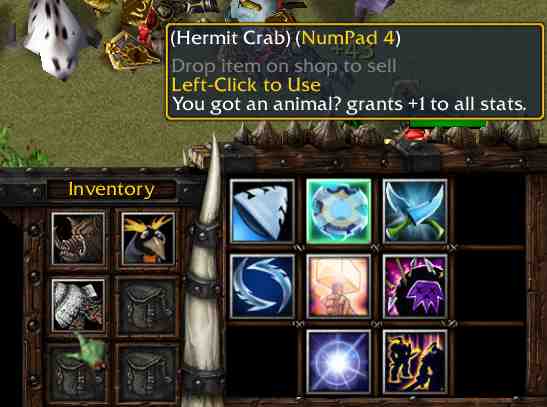 (Hermit Crab) (NumPad 4)
+45
Drop item on shop to sell
Left-Click to Use
You got an animal? grants +1 to all stats.
Inventory